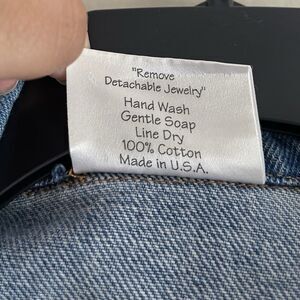 "Remove
Detachable Jewelry"
Hand Wash
Gentle Soap
Line Dry
100% Cotton
Made in U.S.A.